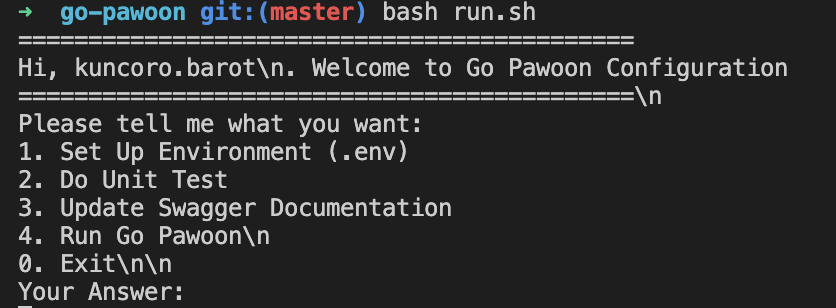 → go-pawoon git:(master) bash run.sh
============================================
Hi, kuncoro.barot\n. Welcome to Go Pawoon Configuration
============================================\n
Please tell me what you want:
1. Set Up Environment (.env)
2. Do Unit Test
3. Update Swagger Documentation
4. Run Go Pawoon\n
0. Exit\n\n
Your Answer: